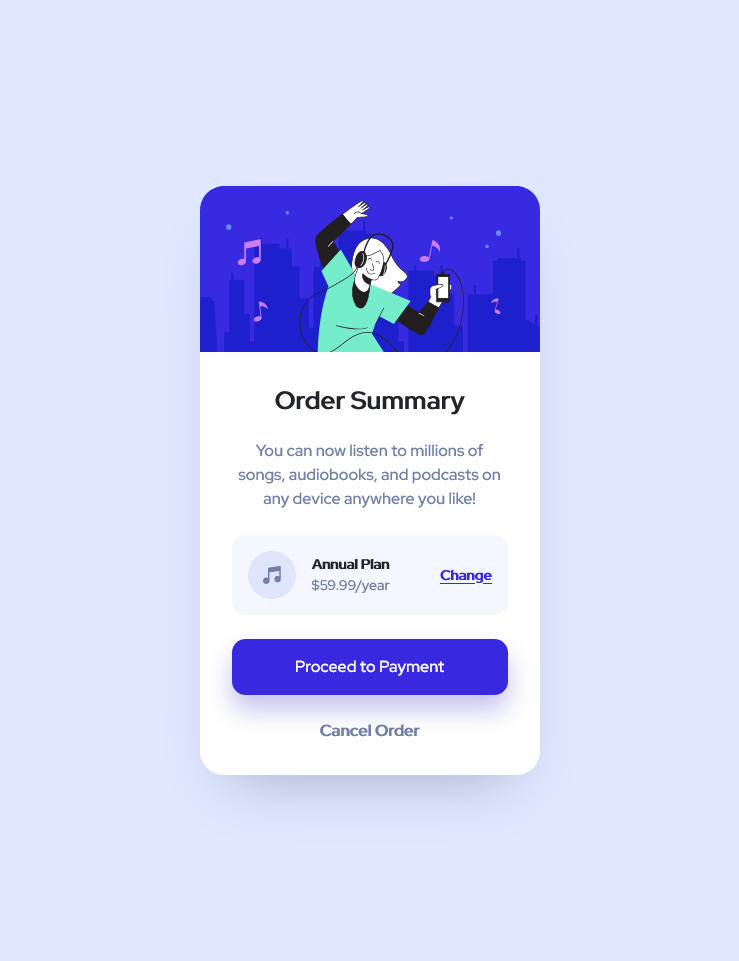 Order Summary
You can now listen to millions of
songs, audiobooks, and podcasts on
any device anywhere you like!
Annual Plan
$59.99/year
Change
Proceed to Payment
Cancel Order